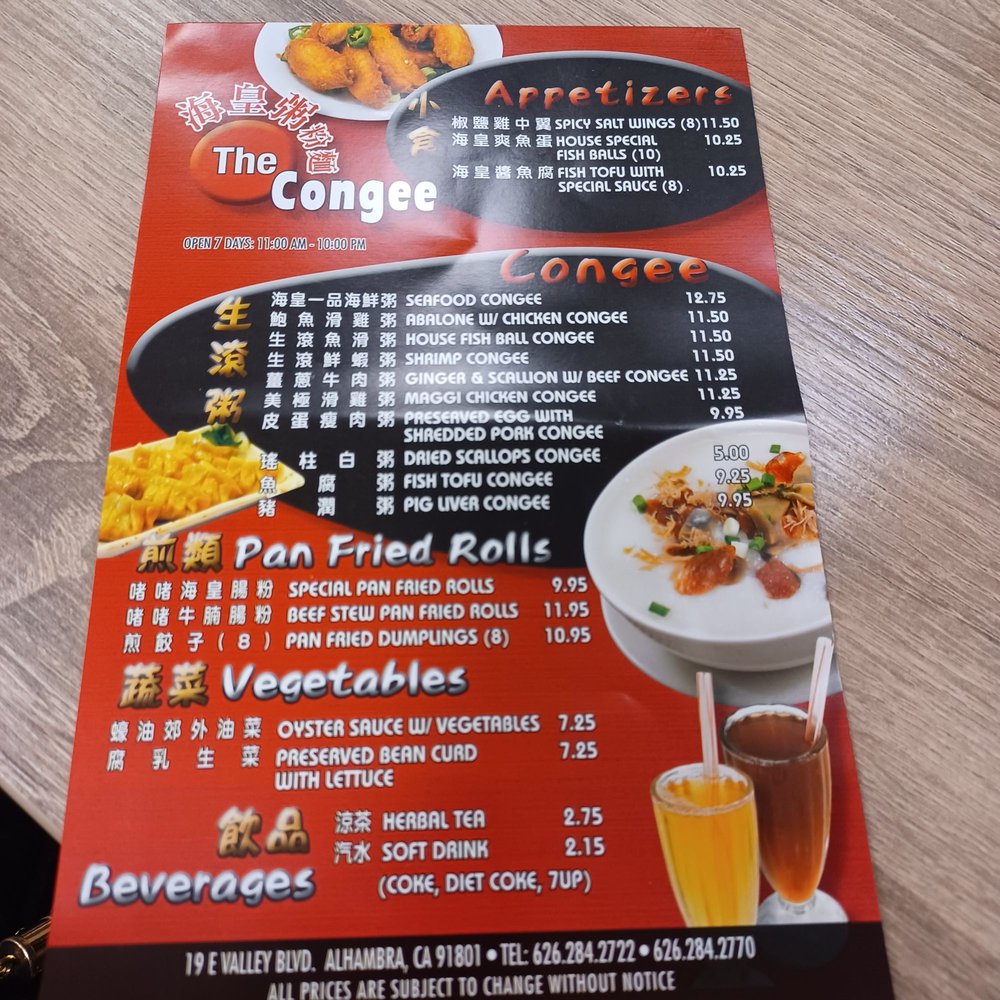 海皇粥
The
Congee
OPEN 7 DAYS: 11:00 AM - 10:00 PM
小食
Appetizers
椒鹽雞中翼 SPICY SALT WINGS (8) 11.50
海皇爽魚蛋 HOUSE SPECIAL 10.25
FISH BALLS (10)
海皇醬魚腐 FISH TOFU WITH 10.25
SPECIAL SAUCE (8)
生滾粥
Congee
海皇一品海鮮粥 SEAFOOD CONGEE 12.75
鮑魚滑雞粥 ABALONE W/ CHICKEN CONGEE 11.50
生滾魚滑粥 HOUSE FISH BALL CONGEE 11.50
生滾鮮蝦粥 SHRIMP CONGEE 11.50
薑蔥牛肉粥 GINGER & SCALLION W/ BEEF CONGEE 11.25
美極滑雞粥 MAGGI CHICKEN CONGEE 11.25
皮蛋瘦肉粥 PRESERVED EGG WITH 9.95
SHREDDED PORK CONGEE
瑤柱白粥 DRIED SCALLOPS CONGEE 5.00
魚腐粥 FISH TOFU CONGEE 9.25
豬潤粥 PIG LIVER CONGEE 9.95
煎類 Pan Fried Rolls
啫啫海皇腸粉 SPECIAL PAN FRIED ROLLS 9.95
啫啫牛腩腸粉 BEEF STEW PAN FRIED ROLLS 11.95
煎餃子(8) PAN FRIED DUMPLINGS (8) 10.95
蔬菜 Vegetables
蠔油郊外油菜 OYSTER SAUCE W/ VEGETABLES 7.25
腐乳生菜 PRESERVED BEAN CURD 7.25
WITH LETTUCE
飲品
Beverages
涼茶 HERBAL TEA 2.75
汽水 SOFT DRINK 2.15
(COKE, DIET COKE, 7UP)
19 E VALLEY BLVD. ALHAMBRA, CA 91801 • TEL: 626.284.2722 • 626.284.2770
ALL PRICES ARE SUBJECT TO CHANGE WITHOUT NOTICE